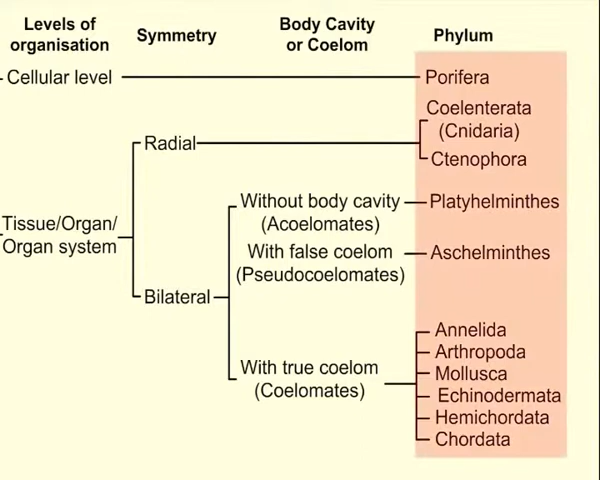 Levels of
organisation
Symmetry
Body Cavity
or Coelom
Phylum
Cellular level
Porifera
Radial
Coelenterata
(Cnidaria)
Ctenophora
Tissue/Organ/
Organ system
Bilateral
Without body cavity
(Acoelomates)
Platyhelminthes
With false coelom
(Pseudocoelomates)
Aschelminthes
With true coelom
(Coelomates)
Annelida
Arthropoda
Mollusca
Echinodermata
Hemichordata
Chordata